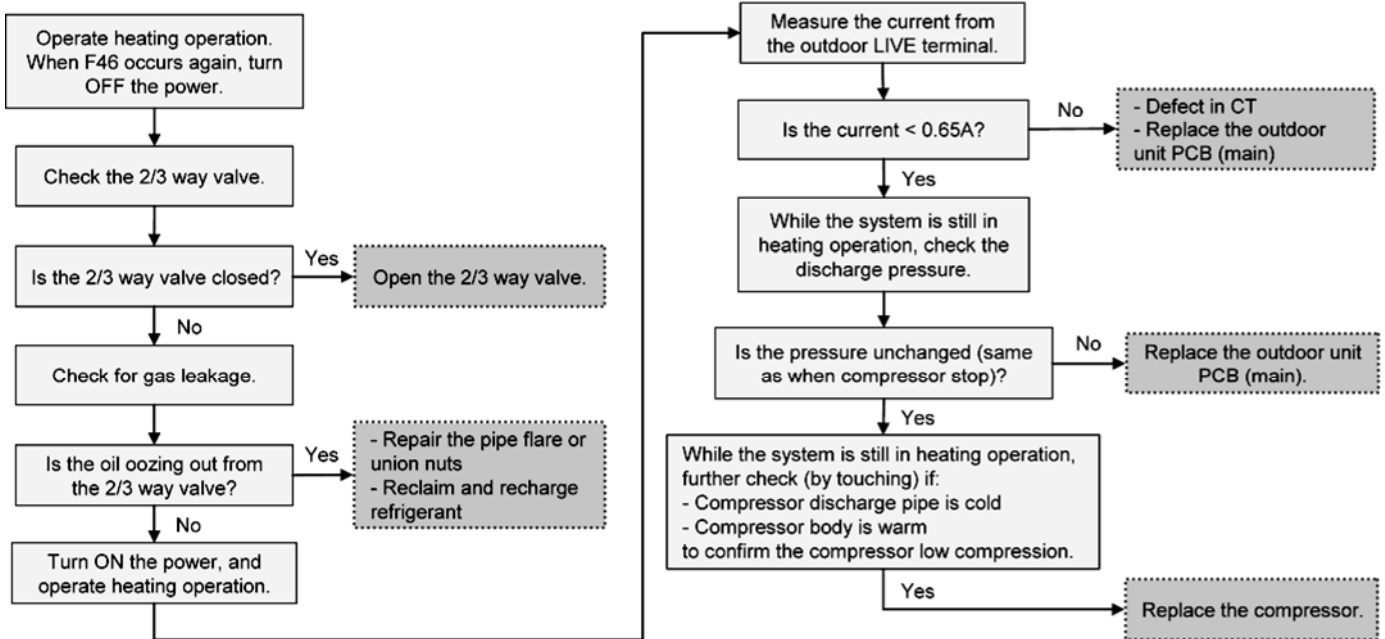 Operate heating operation.
When F46 occurs again, turn
OFF the power.
Check the 2/3 way valve.
Is the 2/3 way valve closed?
Yes
Open the 2/3 way valve.
No
Check for gas leakage.
Is the oil oozing out from
the 2/3 way valve?
Yes
- Repair the pipe flare or
union nuts
- Reclaim and recharge
refrigerant
No
Turn ON the power, and
operate heating operation.
Measure the current from
the outdoor LIVE terminal.
Is the current < 0.65A?
No
- Defect in CT
- Replace the outdoor
unit PCB (main)
Yes
While the system is still in
heating operation, check the
discharge pressure.
Is the pressure unchanged (same
as when compressor stop)?
No
Replace the outdoor unit
PCB (main).
Yes
While the system is still in heating operation,
further check (by touching) if:
- Compressor discharge pipe is cold
- Compressor body is warm
to confirm the compressor low compression.
Yes
Replace the compressor.